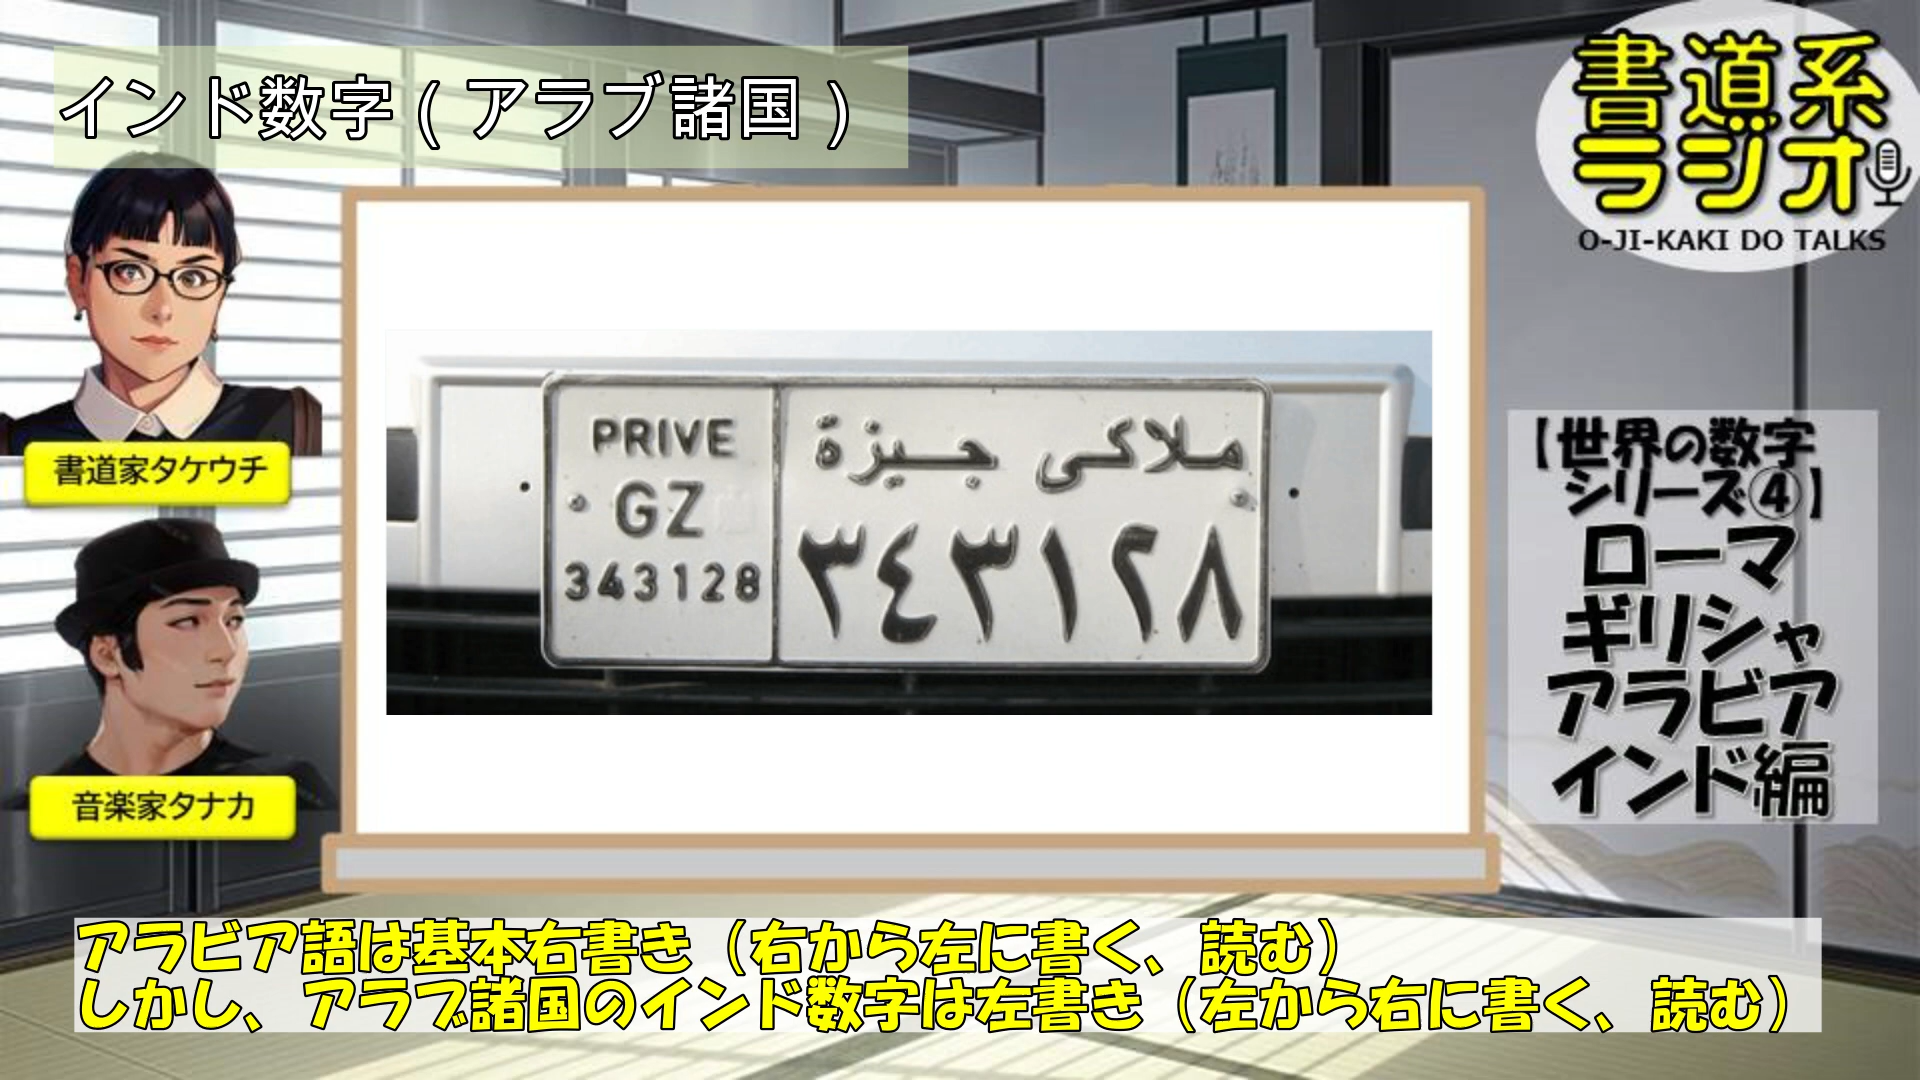 インド数字(アラブ諸国)
書道系
ラジオ
O-JI-KAKI DO TALKS
書道家タケウチ
音楽家タナカ
PRIVE
GZ
343128
ملاكى جيزة
٣٤٣١٢٨
【世界の数字
シリーズ④】
ローマ
ギリシャ
アラビア
インド編
アラビア語は基本右書き(右から左に書く、読む)
しかし、アラブ諸国のインド数字は左書き(左から右に書く、読む)